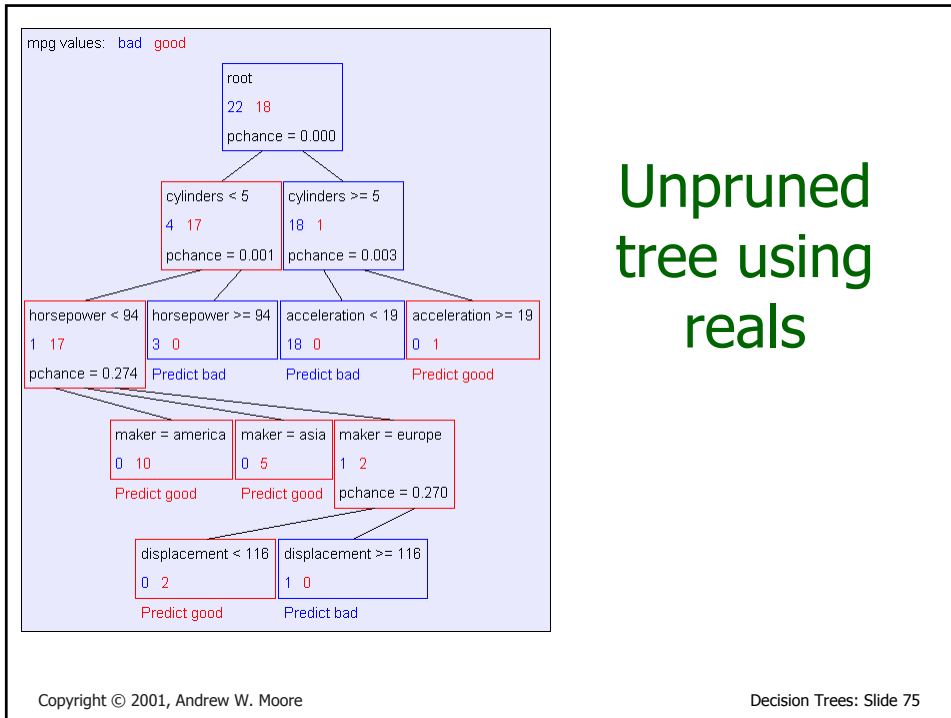 mpg values: bad good
root
22 18
pchance = 0.000
cylinders < 5
4 17
pchance = 0.001
cylinders >= 5
18 1
pchance = 0.003
horsepower < 94
1 17
pchance = 0.274
horsepower >= 94
3 0
Predict bad
acceleration < 19
18 0
Predict bad
acceleration >= 19
0 1
Predict good
maker = america
0 10
Predict good
maker = asia
0 5
Predict good
maker = europe
1 2
pchance = 0.270
displacement < 116
0 2
Predict good
displacement >= 116
1 0
Predict bad
Unpruned
tree using
reals
Copyright © 2001, Andrew W. Moore
Decision Trees: Slide 75